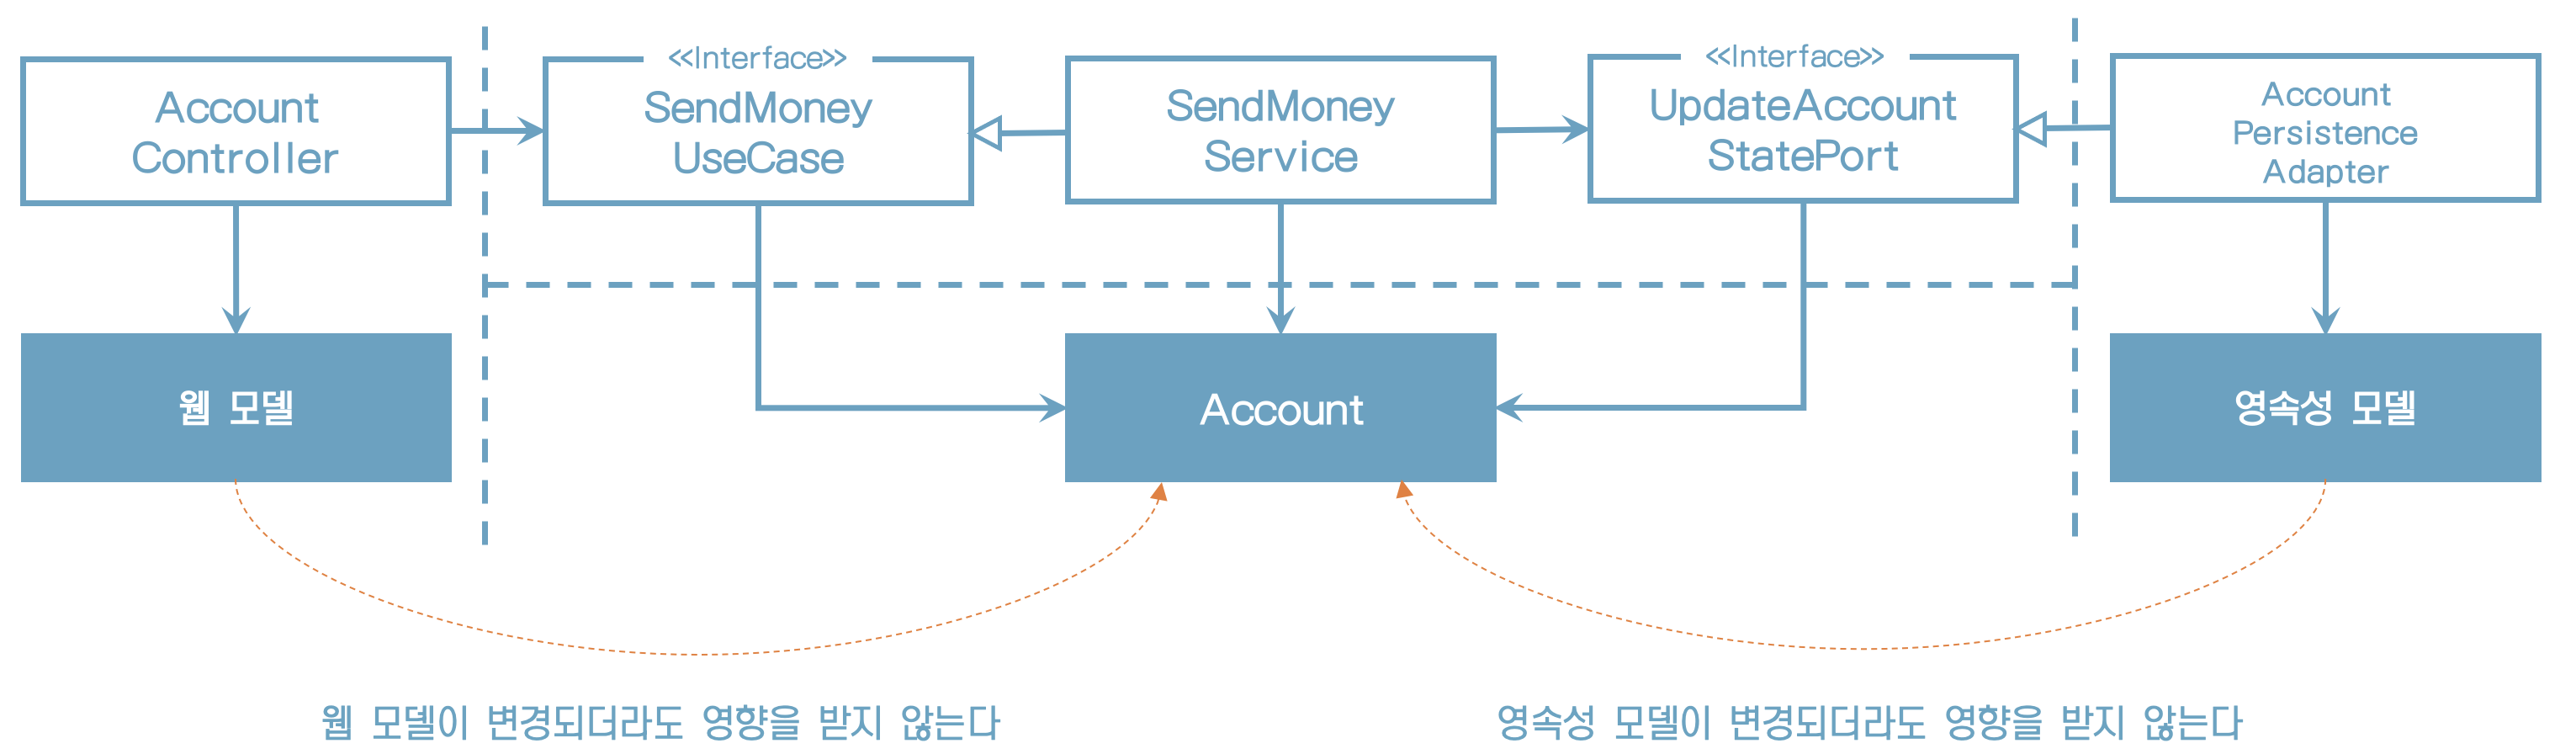 Account
Controller
<<Interface>>
SendMoney
UseCase
SendMoney
Service
<<Interface>>
UpdateAccount
StatePort
Account
Persistence
Adapter
웹 모델
Account
영속성 모델
웹 모델이 변경되더라도 영향을 받지 않는다
영속성 모델이 변경되더라도 영향을 받지 않는다